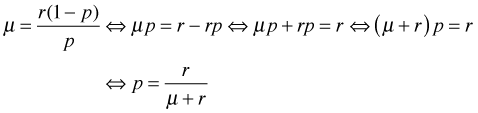 μ = r(1−p)/p ⇔ μp = r − rp ⇔ μp + rp = r ⇔ (μ + r)p = r
⇔ p = r/(μ + r)